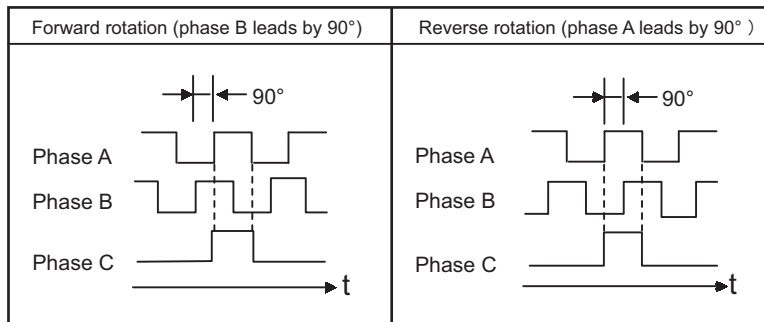 Forward rotation (phase B leads by 90°)
90°
Phase A
Phase B
Phase C
t
Reverse rotation (phase A leads by 90° )
90°
Phase A
Phase B
Phase C
t